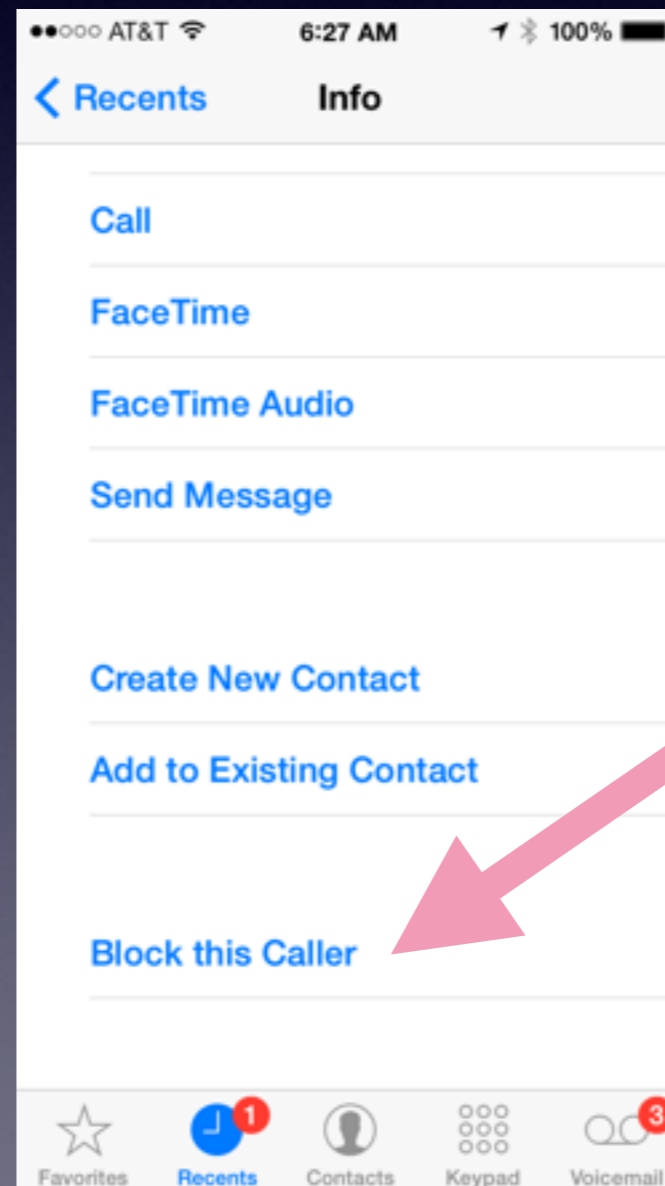 AT&T 6:27 AM 100%
Recents Info
Call
FaceTime
FaceTime Audio
Send Message
Create New Contact
Add to Existing Contact
Block this Caller
1 3
Favorites Recents Contacts Keypad Voicemail